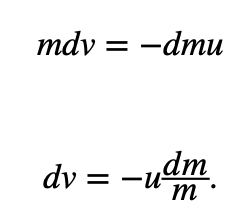 mdv = −dmu
dv = −u dm/m.